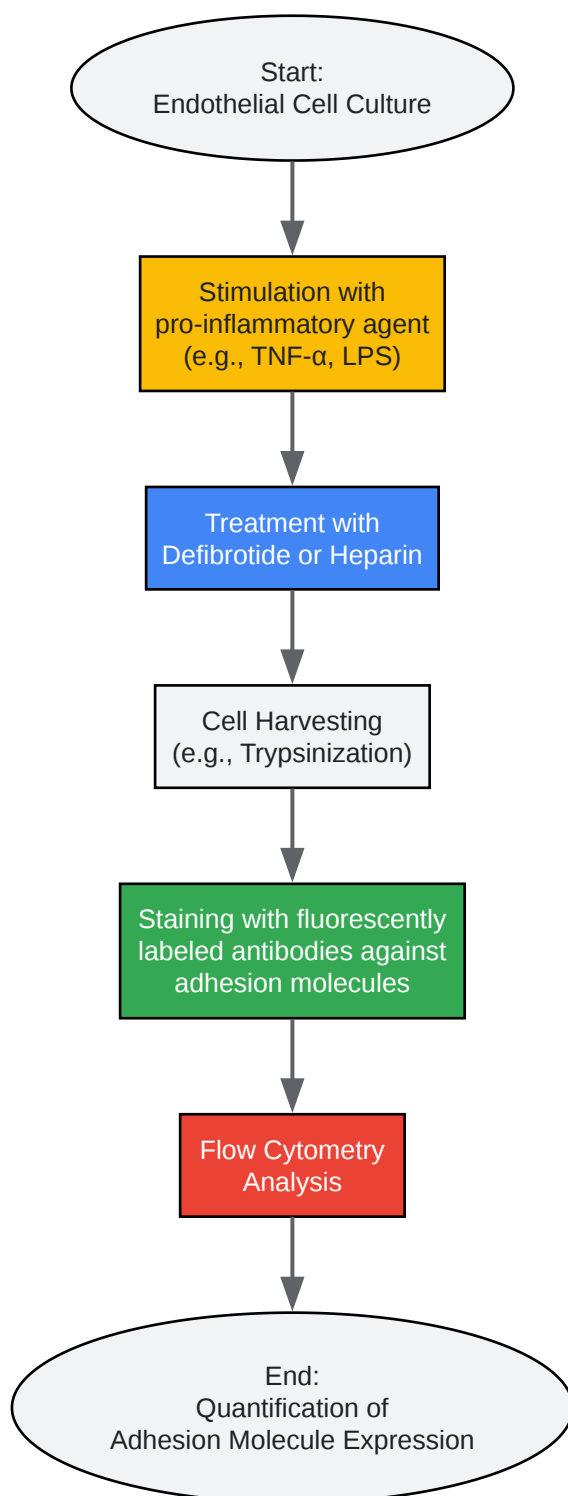 Start:
Endothelial Cell Culture
Stimulation with
pro-inflammatory agent
(e.g., TNF-α, LPS)
Treatment with
Defibrotide or Heparin
Cell Harvesting
(e.g., Trypsinization)
Staining with fluorescently
labeled antibodies against
adhesion molecules
Flow Cytometry
Analysis
End:
Quantification of
Adhesion Molecule Expression